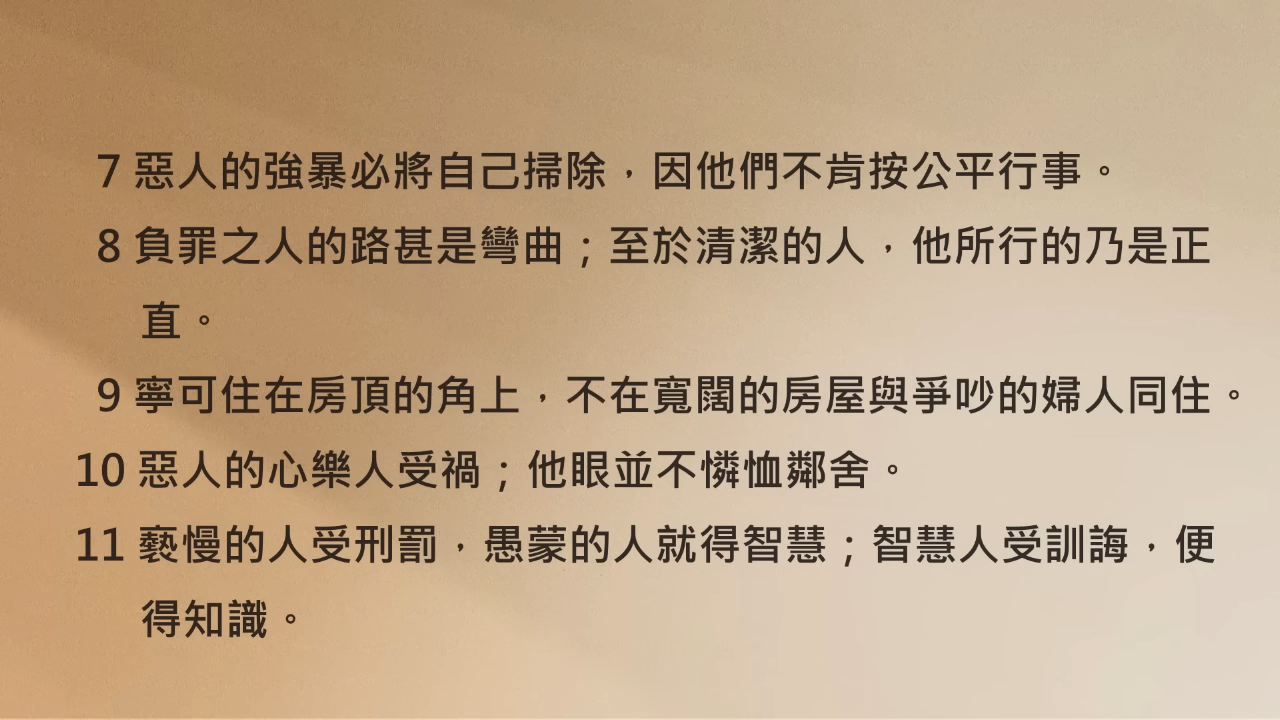 7 惡人的強暴必將自己掃除，因他們不肯按公平行事。
8 負罪之人的路甚是彎曲；至於清潔的人，他所行的乃是正
直。
9 寧可住在房頂的角上，不在寬闊的房屋與爭吵的婦人同住。
10 惡人的心樂人受禍；他眼並不憐恤鄰舍。
11 褻慢的人受刑罰，愚蒙的人就得智慧；智慧人受訓誨，便
得知識。